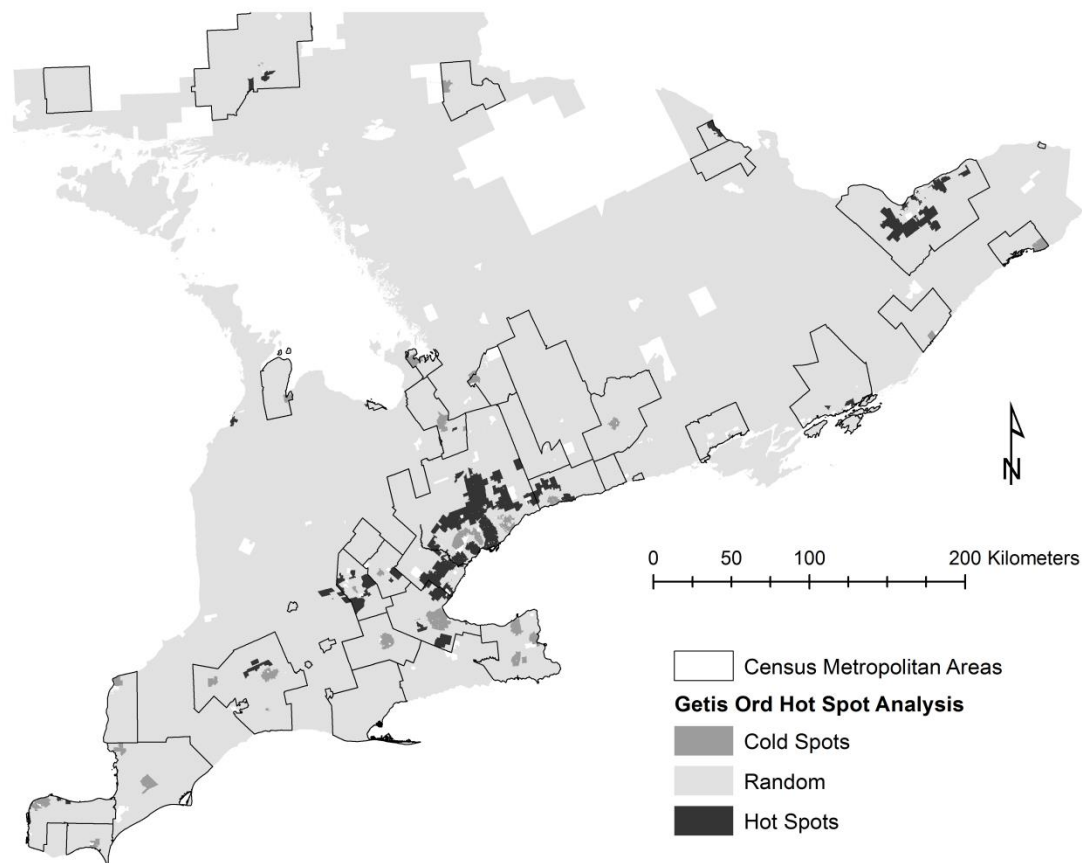 N
0 50 100 200 Kilometers
Census Metropolitan Areas
Getis Ord Hot Spot Analysis
Cold Spots
Random
Hot Spots